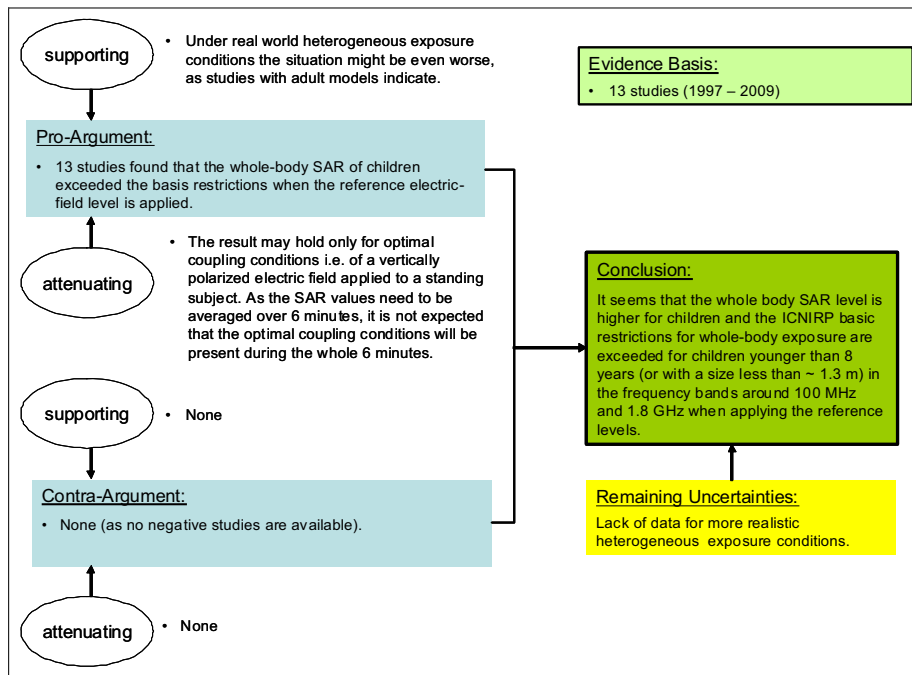 supporting
• Under real world heterogeneous exposure
conditions the situation might be even worse,
as studies with adult models indicate.
Evidence Basis:
• 13 studies (1997 – 2009)
Pro-Argument:
• 13 studies found that the whole-body SAR of children
exceeded the basis restrictions when the reference electric-
field level is applied.
attenuating
• The result may hold only for optimal
coupling conditions i.e. of a vertically
polarized electric field applied to a standing
subject. As the SAR values need to be
averaged over 6 minutes, it is not expected
that the optimal coupling conditions will be
present during the whole 6 minutes.
supporting
• None
Contra-Argument:
• None (as no negative studies are available).
attenuating
• None
Conclusion:
It seems that the whole body SAR level is
higher for children and the ICNIRP basic
restrictions for whole-body exposure are
exceeded for children younger than 8
years (or with a size less than ~ 1.3 m) in
the frequency bands around 100 MHz
and 1.8 GHz when applying the reference
levels.
Remaining Uncertainties:
Lack of data for more realistic
heterogeneous exposure conditions.